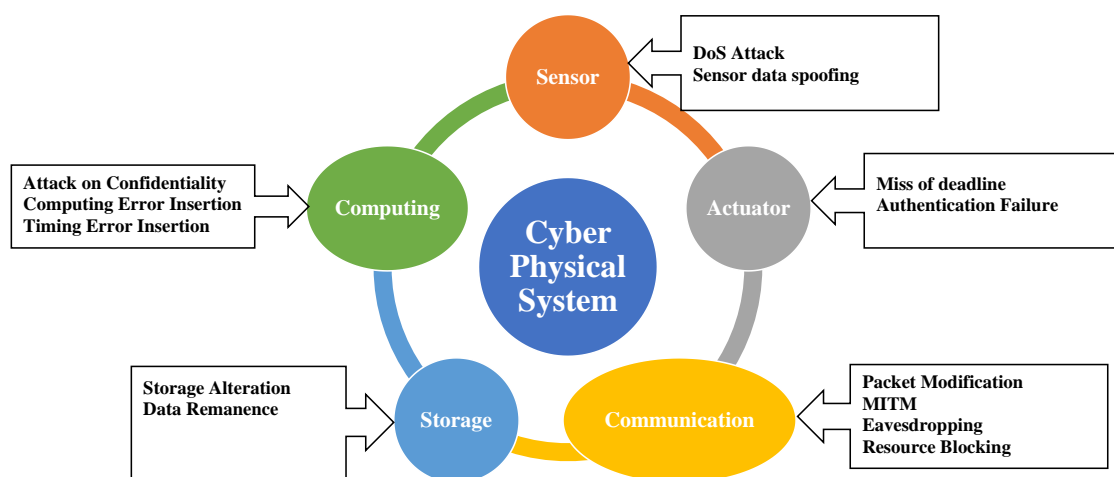 DoS Attack
Sensor data spoofing
Sensor
Attack on Confidentiality
Computing Error Insertion
Timing Error Insertion
Computing
Actuator
Miss of deadline
Authentication Failure
Cyber
Physical
System
Storage Alteration
Data Remanence
Storage
Communication
Packet Modification
MITM
Eavesdropping
Resource Blocking